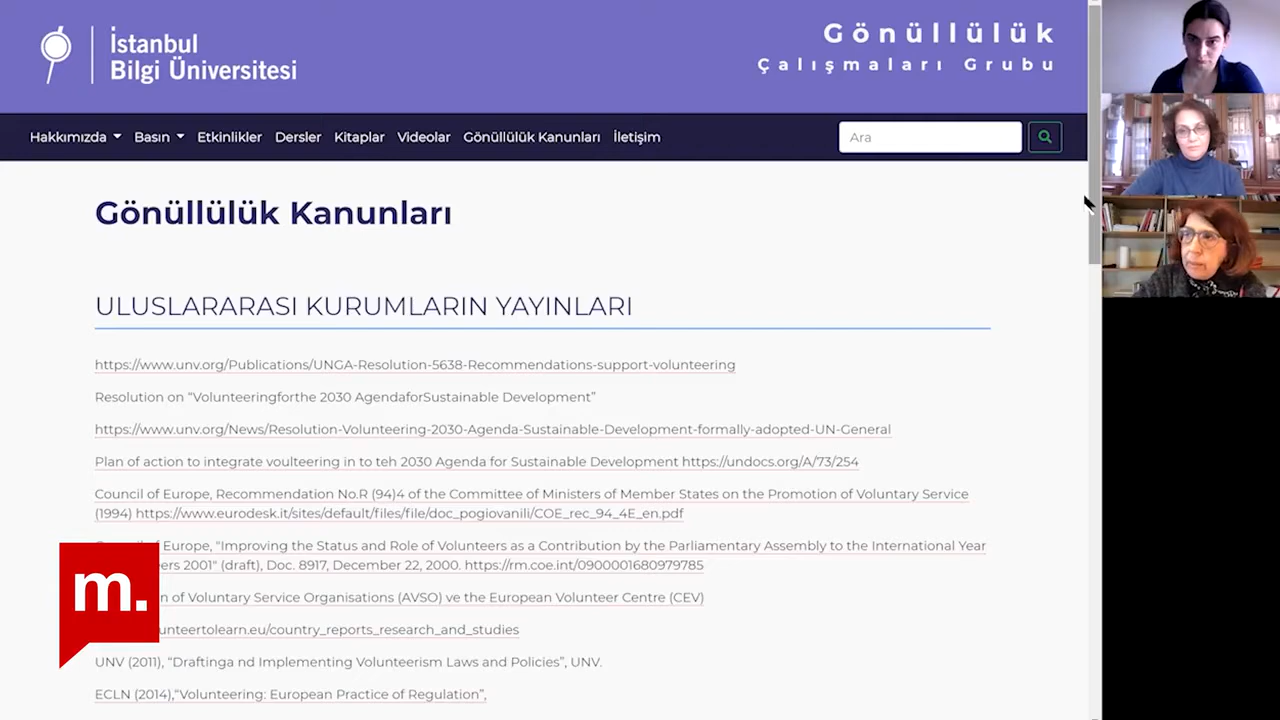 İstanbul
Bilgi Üniversitesi
Gönüllülük
Çalışmaları Grubu
Hakkımızda Basın Etkinlikler Dersler Kitaplar Videolar Gönüllülük Kanunları İletişim Ara
Gönüllülük Kanunları
ULUSLARARASI KURUMLARIN YAYINLARI
https://www.unv.org/Publications/UNGA-Resolution-5638-Recommendations-support-volunteering
Resolution on “Volunteeringforthe 2030 AgendaforSustainable Development”
https://www.unv.org/News/Resolution-Volunteering-2030-Agenda-Sustainable-Development-formally-adopted-UN-General
Plan of action to integrate voulteering in to teh 2030 Agenda for Sustainable Development https://undocs.org/A/73/254
Council of Europe, Recommendation No.R (94)4 of the Committee of Ministers of Member States on the Promotion of Voluntary Service
(1994) https://www.eurodesk.it/sites/default/files/file/doc_pogiovanili/COE_rec_94_4E_en.pdf
Europe, "Improving the Status and Role of Volunteers as a Contribution by the Parliamentary Assembly to the International Year
2001" (draft), Doc. 8917, December 22, 2000. https://rm.coe.int/0900001680979785
of Voluntary Service Organisations (AVSO) ve the European Volunteer Centre (CEV)
unteertolearn.eu/country_reports_research_and_studies
UNV (2011), “Draftinga nd Implementing Volunteerism Laws and Policies”, UNV.
ECLN (2014),“Volunteering: European Practice of Regulation”,
m.